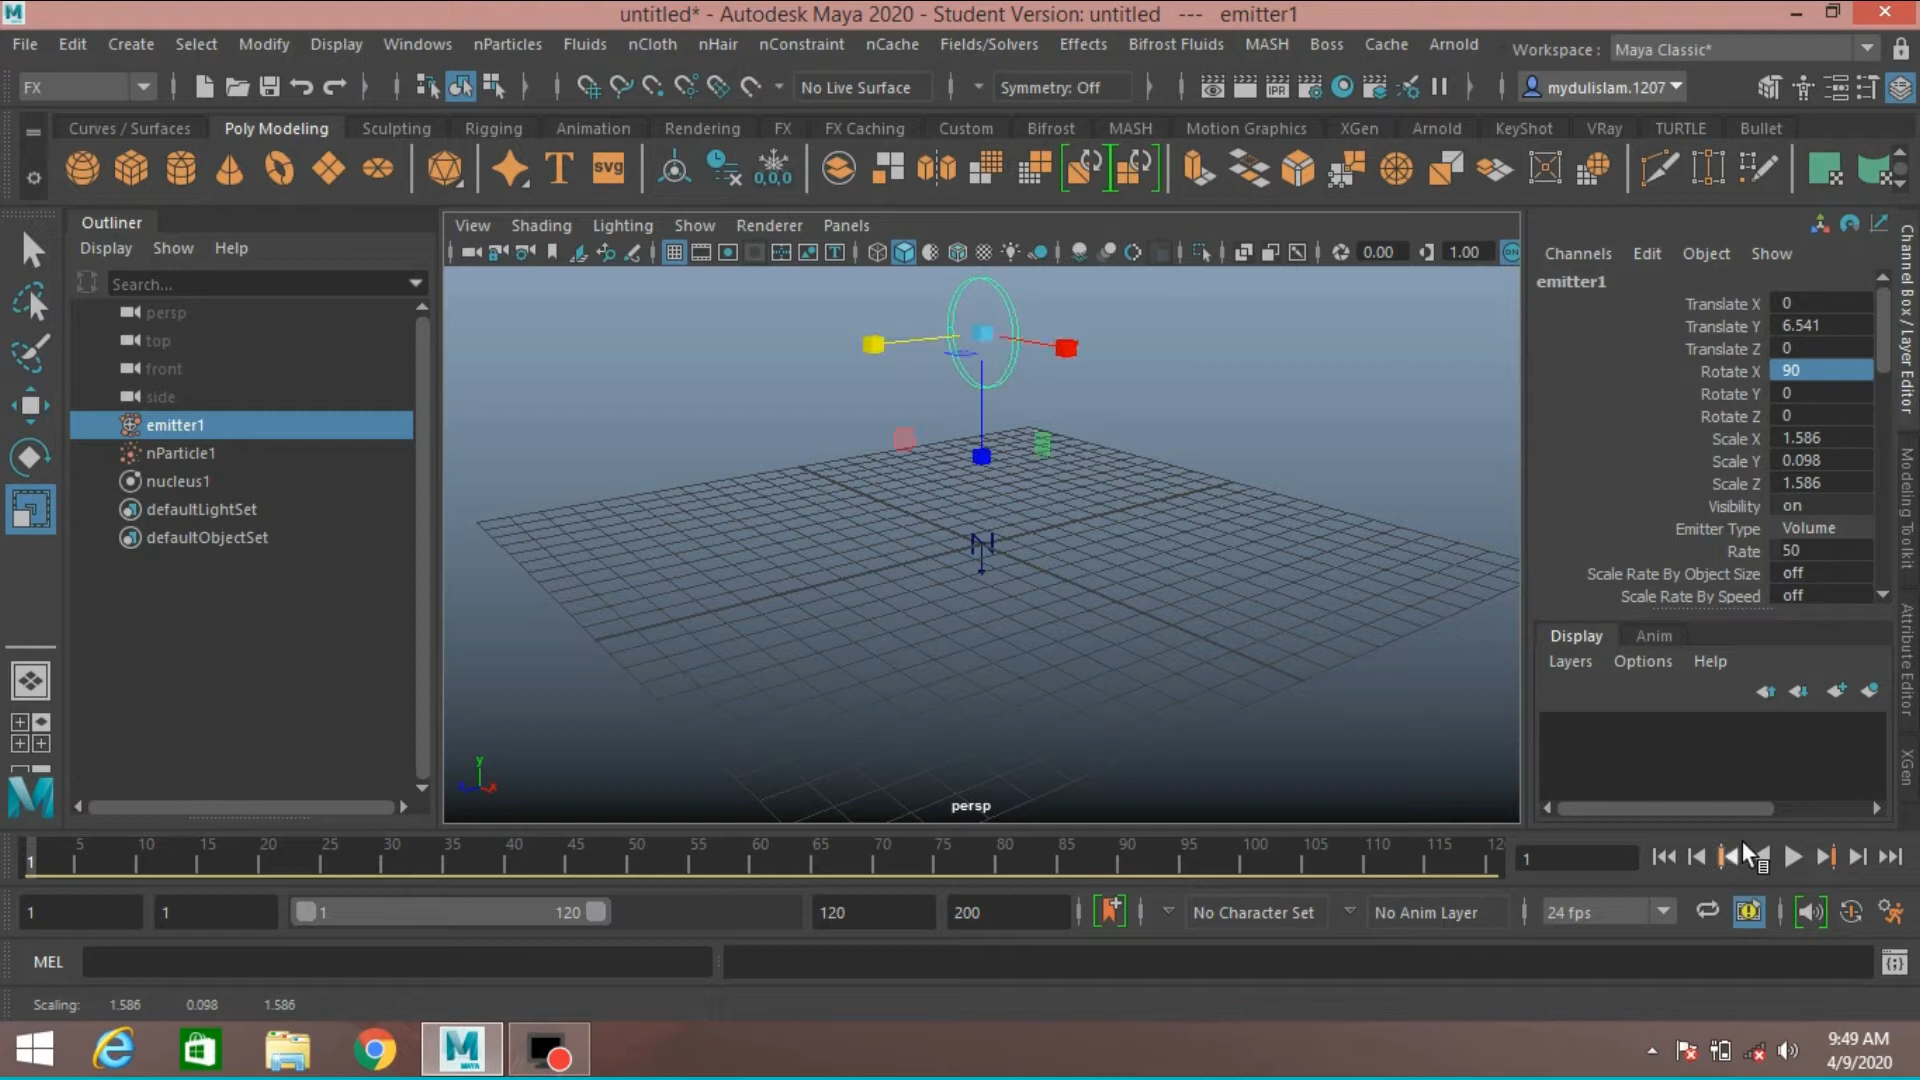 untitled* - Autodesk Maya 2020 - Student Version: untitled --- emitter1
File Edit Create Select Modify Display Windows nParticles Fluids nCloth nHair nConstraint nCache Fields/Solvers Effects Bifrost Fluids MASH Boss Cache Arnold Workspace : Maya Classic*
FX No Live Surface Symmetry: Off IPR mydulislam.1207
Curves / Surfaces Poly Modeling Sculpting Rigging Animation Rendering FX FX Caching Custom Bifrost MASH Motion Graphics XGen Arnold KeyShot VRay TURTLE Bullet
T svg 0,0,0
Outliner
Display Show Help
Search...
persp
top
front
side
emitter1
nParticle1
nucleus1
defaultLightSet
defaultObjectSet
View Shading Lighting Show Renderer Panels
0.00 1.00 ON
N
y
persp
Channels Edit Object Show
emitter1
Translate X 0
Translate Y 6.541
Translate Z 0
Rotate X 90
Rotate Y 0
Rotate Z 0
Scale X 1.586
Scale Y 0.098
Scale Z 1.586
Visibility on
Emitter Type Volume
Rate 50
Scale Rate By Object Size off
Scale Rate By Speed off
Display Anim
Layers Options Help
Channel Box / Layer Editor
Modeling Toolkit
Attribute Editor
XGen
1 5 10 15 20 25 30 35 40 45 50 55 60 65 70 75 80 85 90 95 100 105 110 115 12
1
1 1 1 120 120 200 No Character Set No Anim Layer 24 fps
MEL
Scaling: 1.586 0.098 1.586
MAYA
9:49 AM
4/9/2020